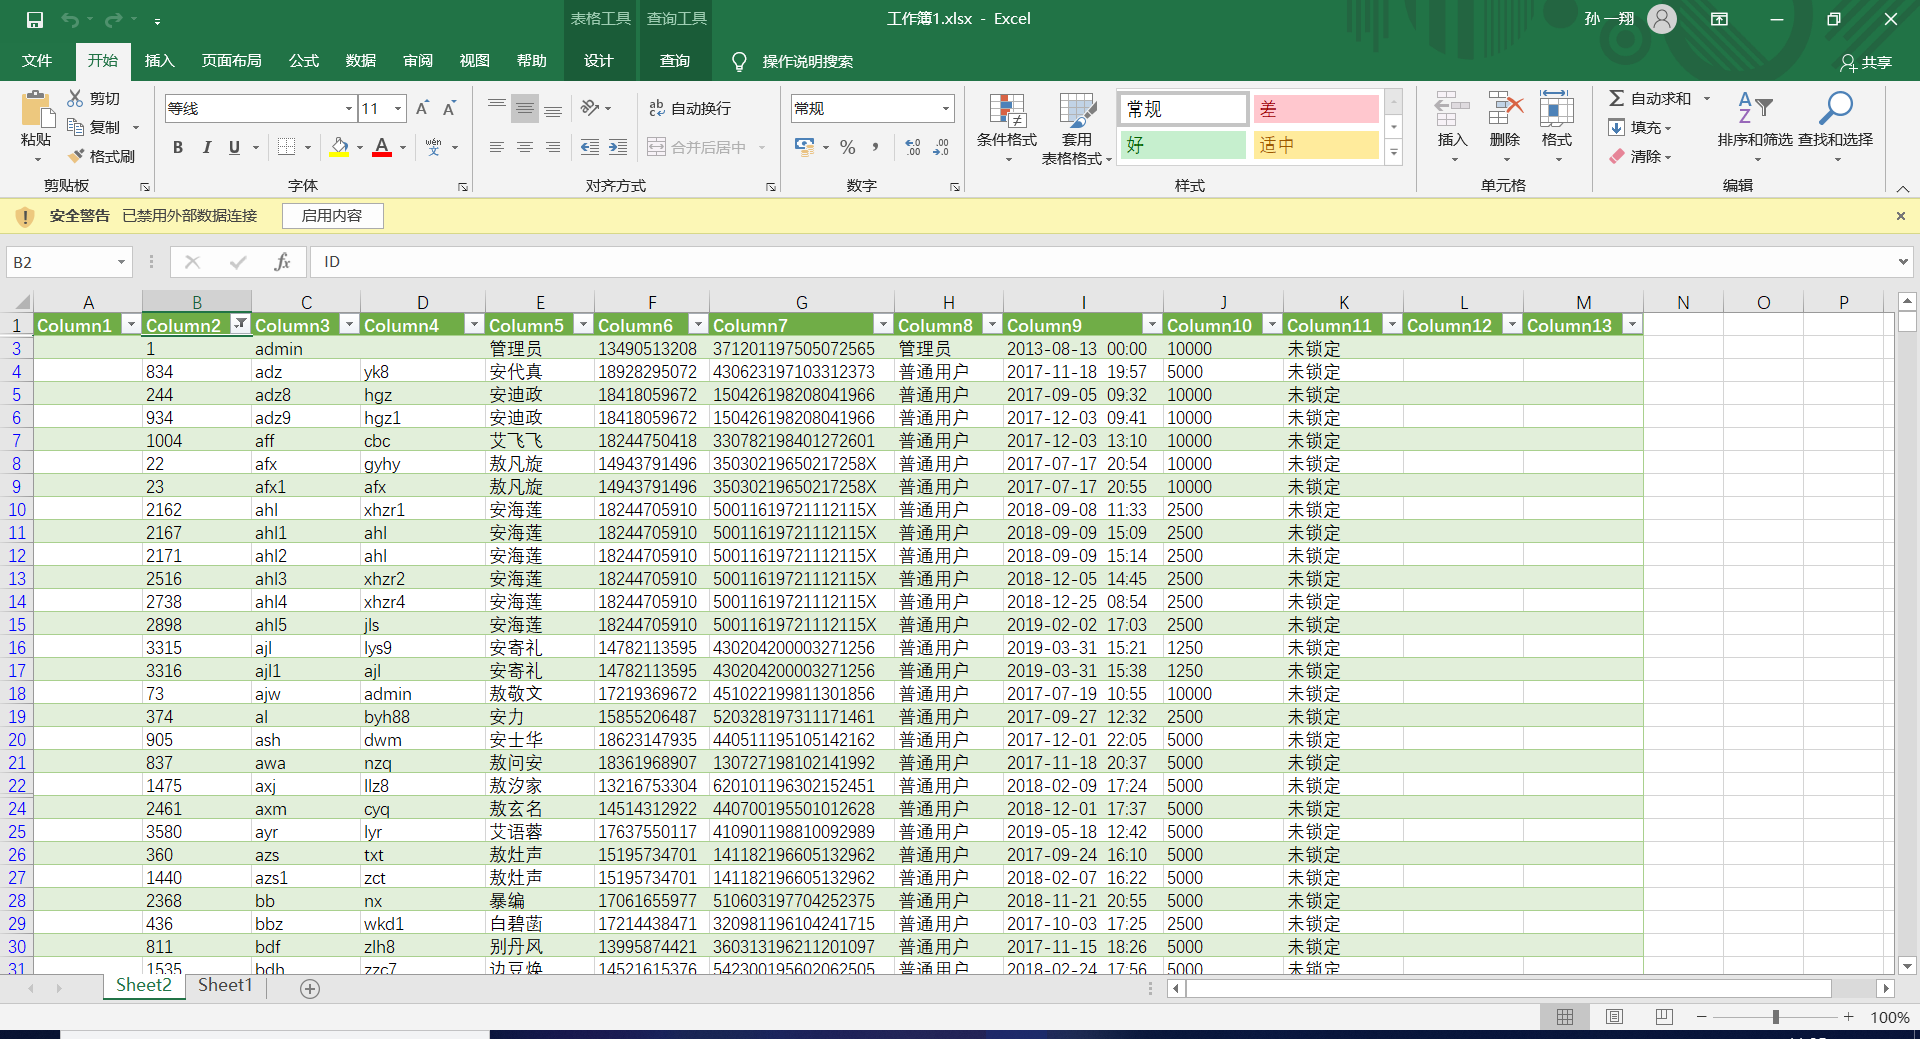 表格工具 查询工具 工作簿1.xlsx - Excel 孙一翔
文件 开始 插入 页面布局 公式 数据 审阅 视图 帮助 设计 查询 操作说明搜索 共享
粘贴 剪切 复制 格式刷 剪贴板
等线 11 B I U wén 文 字体
ab 自动换行 合并后居中 对齐方式
常规 % , .00 .0 数字
条件格式 套用 表格格式 常规 差 好 适中 样式
插入 删除 格式 单元格
自动求和 填充 清除 排序和筛选 查找和选择 编辑
安全警告 已禁用外部数据连接 启用内容
B2 fx ID
A B C D E F G H I J K L M N O P
1 Column1 Column2 Column3 Column4 Column5 Column6 Column7 Column8 Column9 Column10 Column11 Column12 Column13
3 1 admin 管理员 13490513208 371201197505072565 管理员 2013-08-13 00:00 10000 未锁定
4 834 adz yk8 安代真 18928295072 430623197103312373 普通用户 2017-11-18 19:57 5000 未锁定
5 244 adz8 hgz 安迪政 18418059672 150426198208041966 普通用户 2017-09-05 09:32 10000 未锁定
6 934 adz9 hgz1 安迪政 18418059672 150426198208041966 普通用户 2017-12-03 09:41 10000 未锁定
7 1004 aff cbc 艾飞飞 18244750418 330782198401272601 普通用户 2017-12-03 13:10 10000 未锁定
8 22 afx gyhy 敖凡旋 14943791496 35030219650217258X 普通用户 2017-07-17 20:54 10000 未锁定
9 23 afx1 afx 敖凡旋 14943791496 35030219650217258X 普通用户 2017-07-17 20:55 10000 未锁定
10 2162 ahl xhzr1 安海莲 18244705910 50011619721112115X 普通用户 2018-09-08 11:33 2500 未锁定
11 2167 ahl1 ahl 安海莲 18244705910 50011619721112115X 普通用户 2018-09-09 15:09 2500 未锁定
12 2171 ahl2 ahl 安海莲 18244705910 50011619721112115X 普通用户 2018-09-09 15:14 2500 未锁定
13 2516 ahl3 xhzr2 安海莲 18244705910 50011619721112115X 普通用户 2018-12-05 14:45 2500 未锁定
14 2738 ahl4 xhzr4 安海莲 18244705910 50011619721112115X 普通用户 2018-12-25 08:54 2500 未锁定
15 2898 ahl5 jls 安海莲 18244705910 50011619721112115X 普通用户 2019-02-02 17:03 2500 未锁定
16 3315 ajl lys9 安寄礼 14782113595 430204200003271256 普通用户 2019-03-31 15:21 1250 未锁定
17 3316 ajl1 ajl 安寄礼 14782113595 430204200003271256 普通用户 2019-03-31 15:38 1250 未锁定
18 73 ajw admin 敖敬文 17219369672 451022199811301856 普通用户 2017-07-19 10:55 10000 未锁定
19 374 al byh88 安力 15855206487 520328197311171461 普通用户 2017-09-27 12:32 2500 未锁定
20 905 ash dwm 安士华 18623147935 440511195105142162 普通用户 2017-12-01 22:05 5000 未锁定
21 837 awa nzq 敖问安 18361968907 130727198102141992 普通用户 2017-11-18 20:37 5000 未锁定
22 1475 axj llz8 敖汐家 13216753304 620101196302152451 普通用户 2018-02-09 17:24 5000 未锁定
24 2461 axm cyq 敖玄名 14514312922 440700195501012628 普通用户 2018-12-01 17:37 5000 未锁定
25 3580 ayr lyr 艾语蓉 17637550117 410901198810092989 普通用户 2019-05-18 12:42 5000 未锁定
26 360 azs txt 敖灶声 15195734701 141182196605132962 普通用户 2017-09-24 16:10 5000 未锁定
27 1440 azs1 zct 敖灶声 15195734701 141182196605132962 普通用户 2018-02-07 16:22 5000 未锁定
28 2368 bb nx 暴编 17061655977 510603197704252375 普通用户 2018-11-21 20:55 5000 未锁定
29 436 bbz wkd1 白碧菡 17214438471 320981196104241715 普通用户 2017-10-03 17:25 2500 未锁定
30 811 bdf zlh8 别丹风 13995874421 360313196211201097 普通用户 2017-11-15 18:26 5000 未锁定
31 1535 bdh zzc7 边豆焕 14521615376 542300195602062505 普通用户 2018-02-24 17:56 5000 未锁定
Sheet2 Sheet1
100%